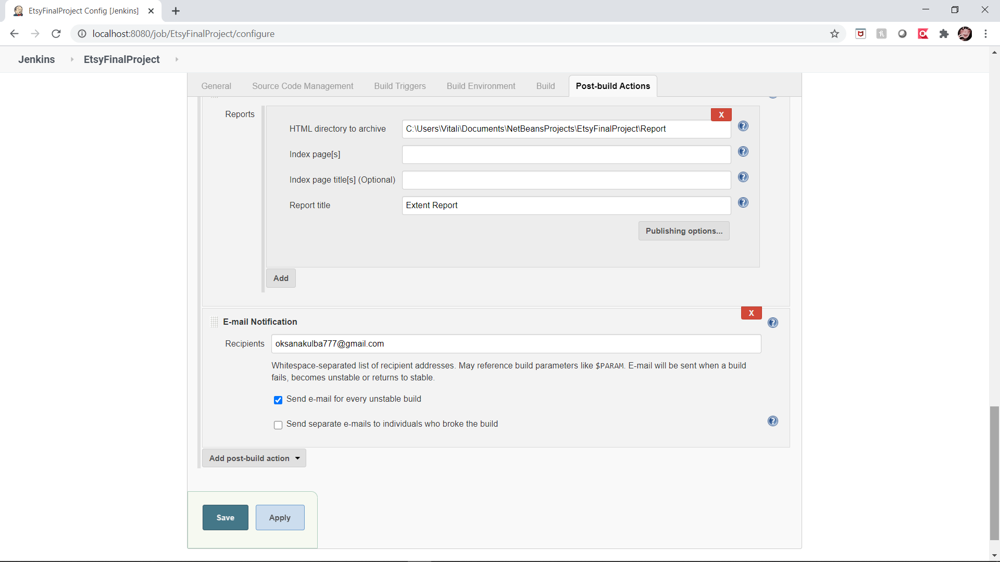 EtsyFinalProject Config [Jenkins]
localhost:8080/job/EtsyFinalProject/configure
Jenkins EtsyFinalProject
General Source Code Management Build Triggers Build Environment Build Post-build Actions
Reports
X
HTML directory to archive C:\Users\Vitali\Documents\NetBeansProjects\EtsyFinalProject\Report
Index page[s]
Index page title[s] (Optional)
Report title Extent Report
Publishing options...
Add
X
E-mail Notification
Recipients oksanakulba777@gmail.com
Whitespace-separated list of recipient addresses. May reference build parameters like $PARAM. E-mail will be sent when a build
fails, becomes unstable or returns to stable.
Send e-mail for every unstable build
Send separate e-mails to individuals who broke the build
Add post-build action
Save Apply